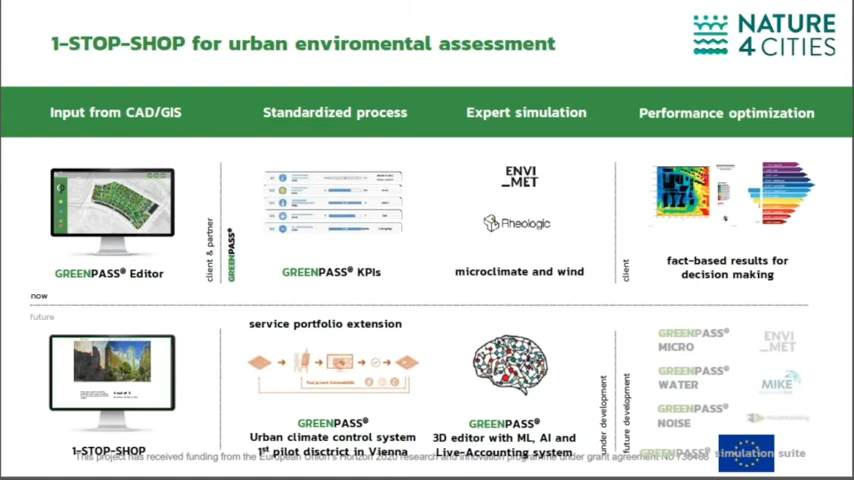 1-STOP-SHOP for urban enviromental assessment
NATURE
4CITIES
Input from CAD/GIS
Standardized process
Expert simulation
Performance optimization
GREENPASS® Editor
client & partner
GREENPASS®
GREENPASS® KPIs
ENVI
_MET
Rheologic
microclimate and wind
client
fact-based results for
decision making
now
future
1-STOP-SHOP
service portfolio extension
GREENPASS®
Urban climate control system
1st pilot disctrict in Vienna
GREENPASS®
3D editor with ML, AI and
Live-Accounting system
under development
future development
GREENPASS®
MICRO
ENVI
_MET
GREENPASS®
WATER
MIKE
GREENPASS®
NOISE
GREENPASS® simulation suite
This project has received funding from the European Union's Horizon 2020 research and innovation programme under grant agreement No